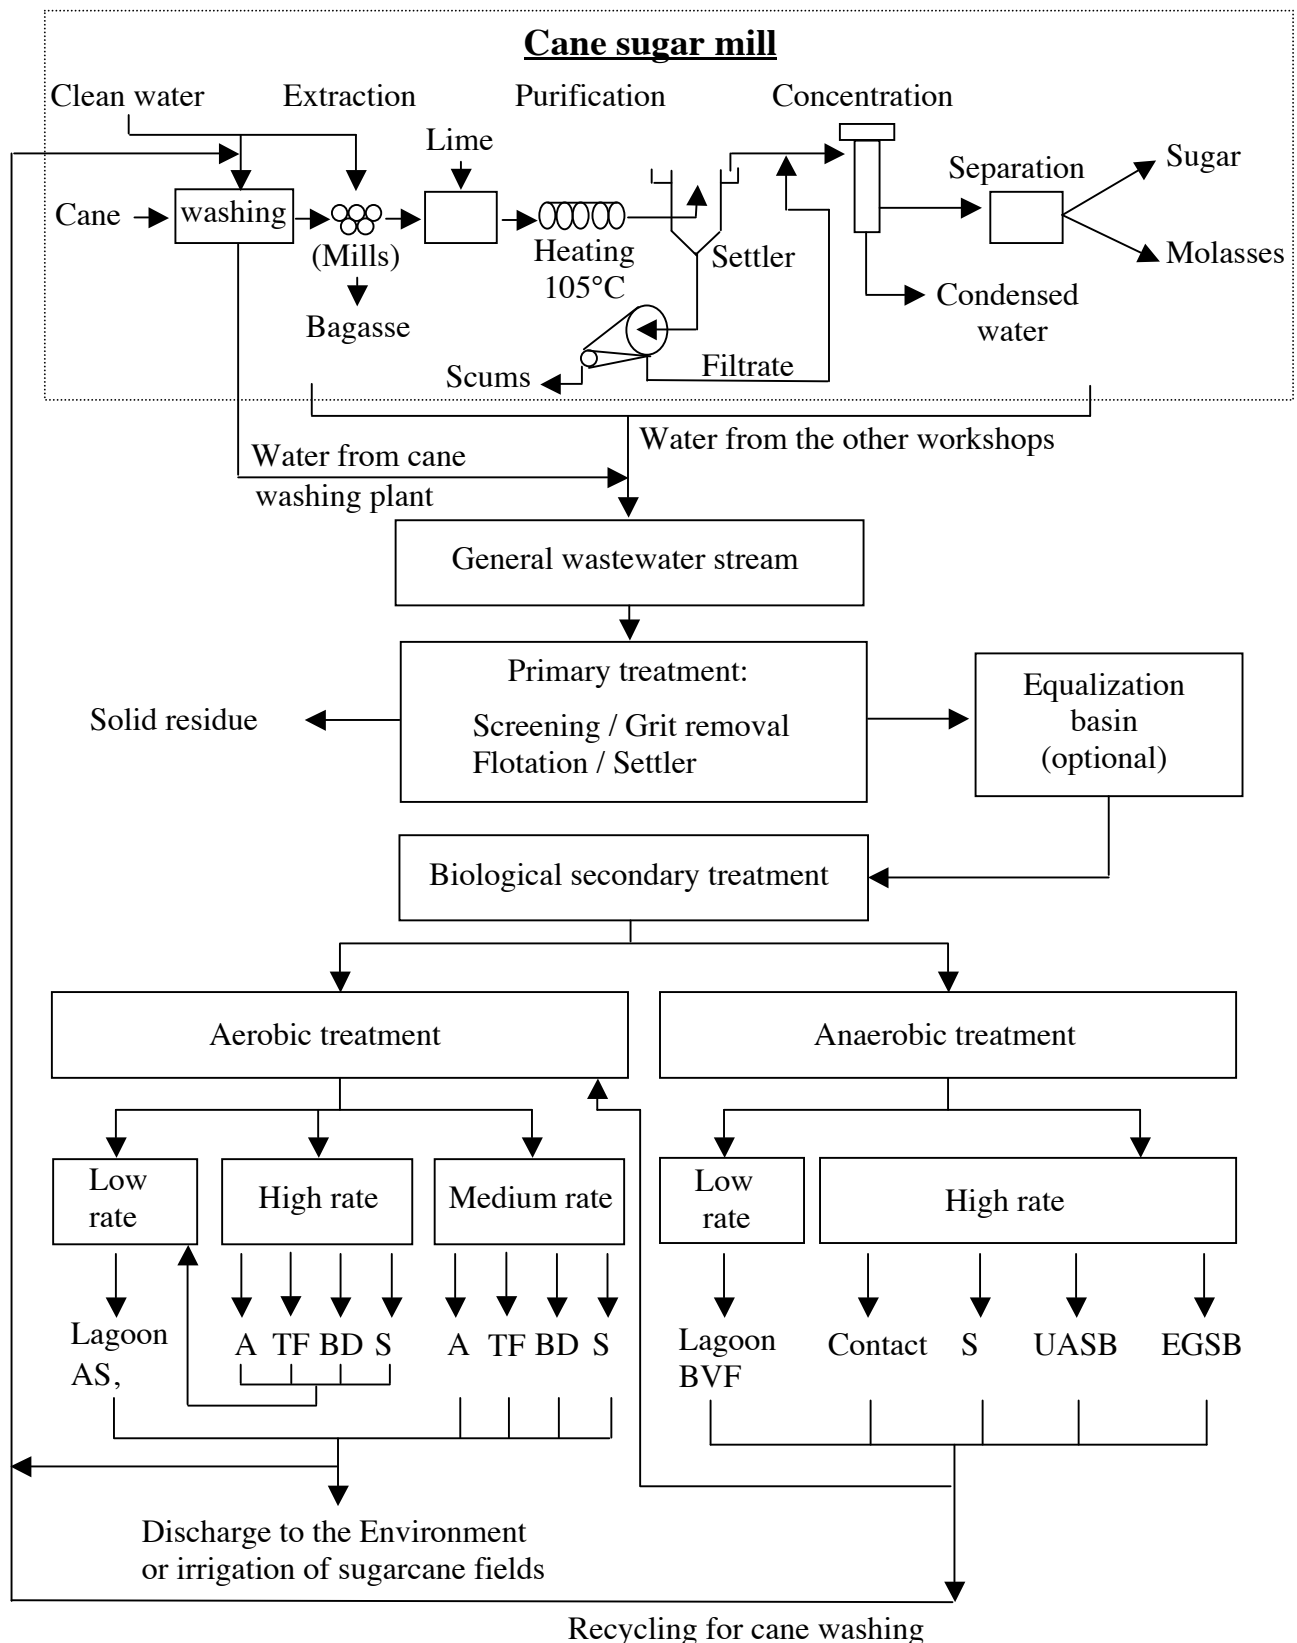 Cane sugar mill
Clean water
Extraction
Purification
Concentration
Lime
Separation
Sugar
Cane
washing
(Mills)
Heating
105°C
Settler
Molasses
Bagasse
Condensed
water
Scums
Filtrate
Water from the other workshops
Water from cane
washing plant
General wastewater stream
Primary treatment:
Screening / Grit removal
Flotation / Settler
Solid residue
Equalization
basin
(optional)
Biological secondary treatment
Aerobic treatment
Anaerobic treatment
Low
rate
High rate
Medium rate
Low
rate
High rate
Lagoon
AS,
A TF BD S
A TF BD S
Lagoon
BVF
Contact
S
UASB
EGSB
Discharge to the Environment
or irrigation of sugarcane fields
Recycling for cane washing